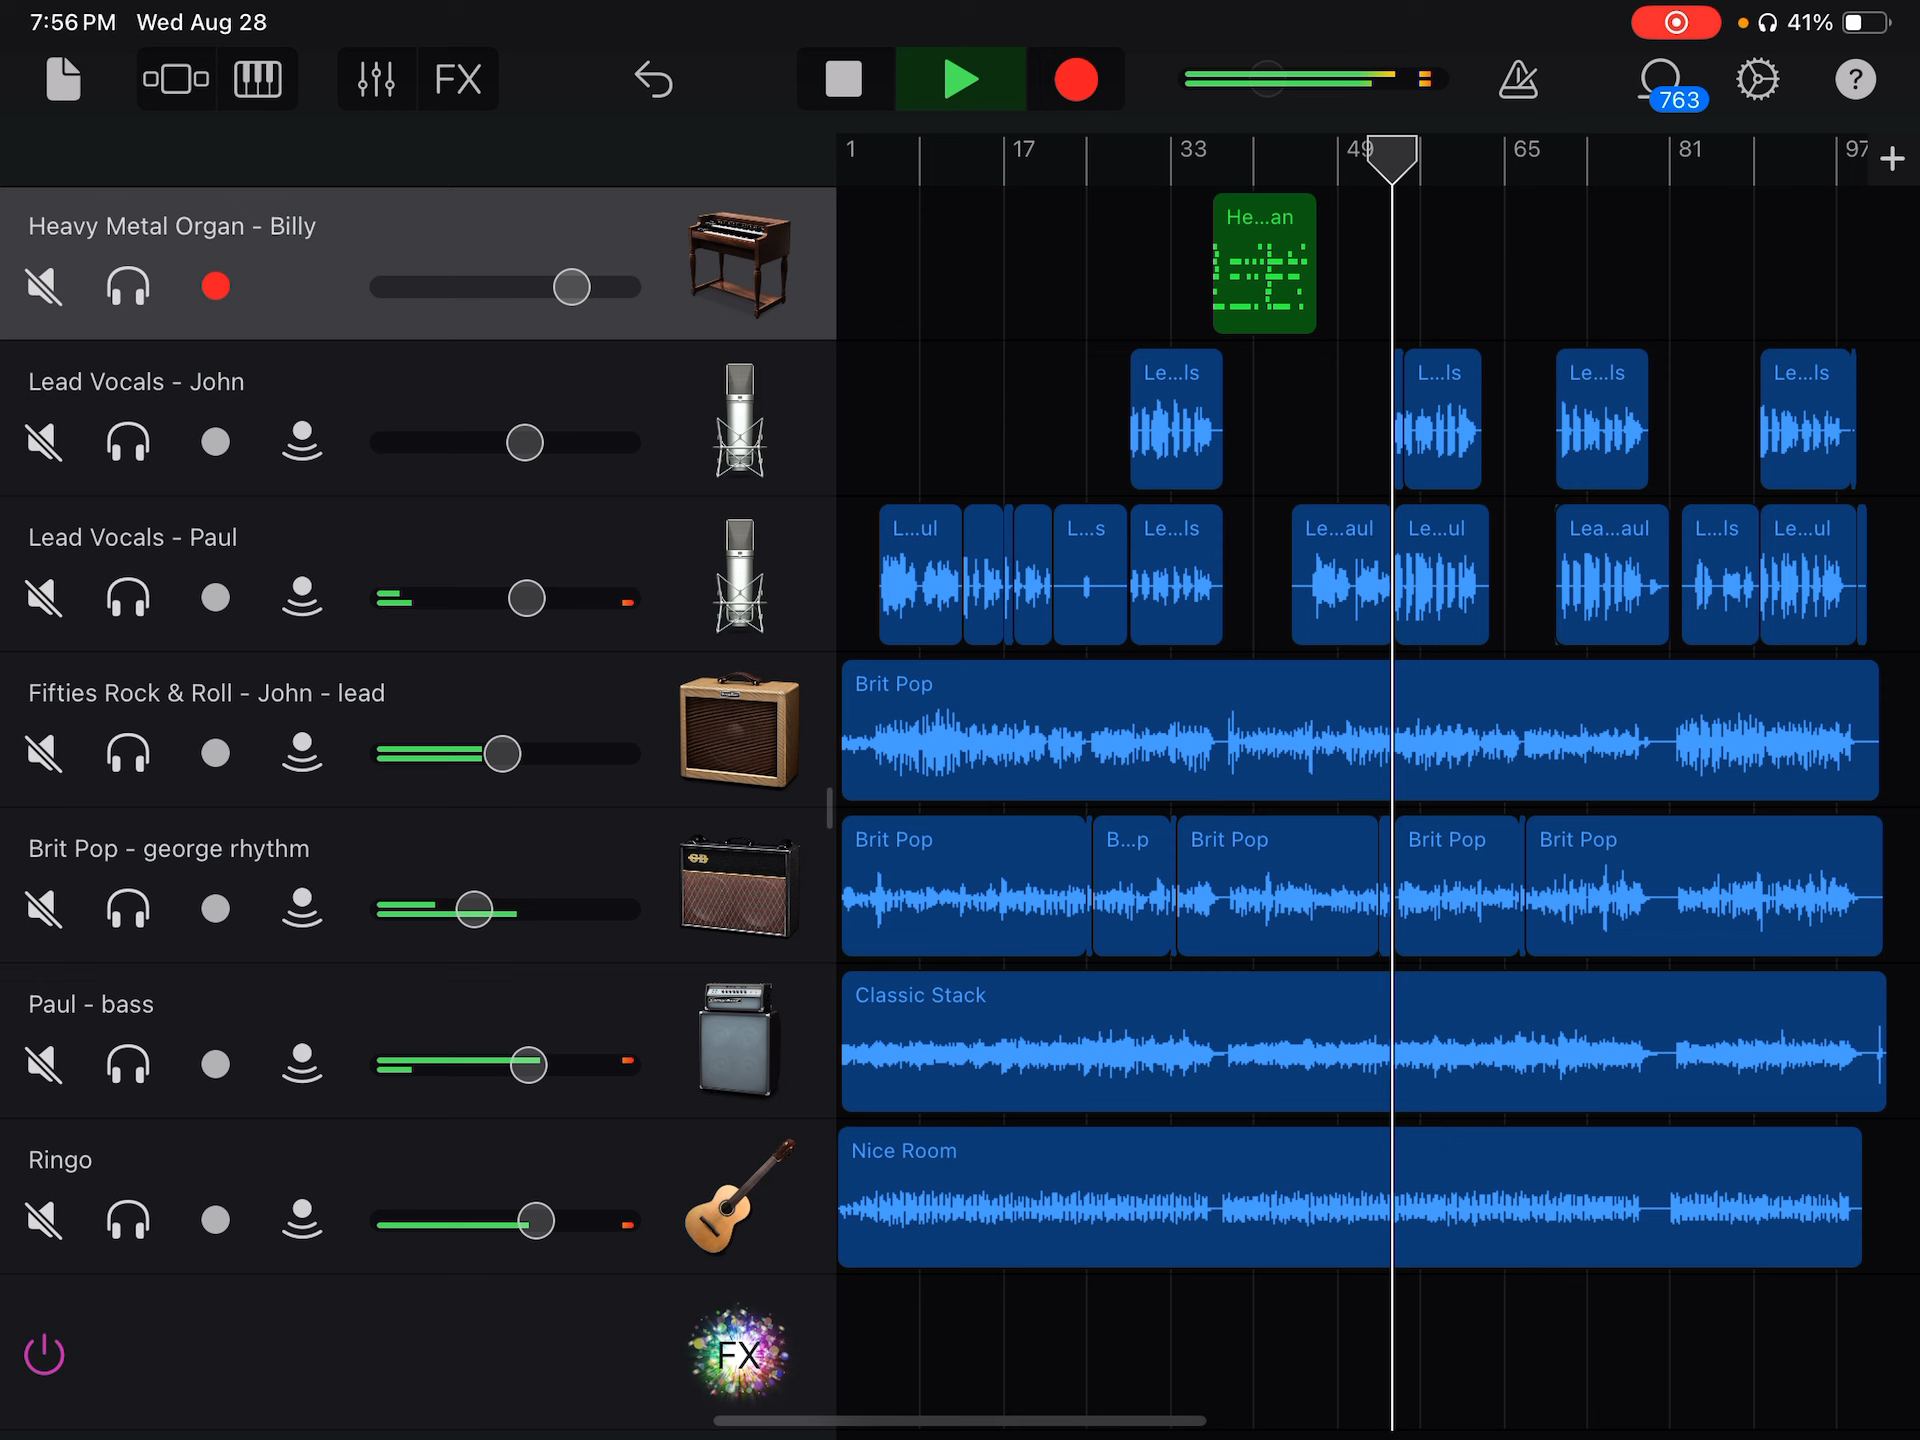 7:56 PM Wed Aug 28
41%
FX
763
?
1 17 33 49 65 81 97
Heavy Metal Organ - Billy
He...an
Lead Vocals - John
Le...ls L...ls Le...ls Le...ls
Lead Vocals - Paul
L...ul L...s Le...ls Le...aul Le...ul Lea...aul L...ls Le...ul
Fifties Rock & Roll - John - lead
Brit Pop
Brit Pop - george rhythm
Brit Pop B...p Brit Pop Brit Pop Brit Pop
Paul - bass
Classic Stack
Ringo
Nice Room
FX